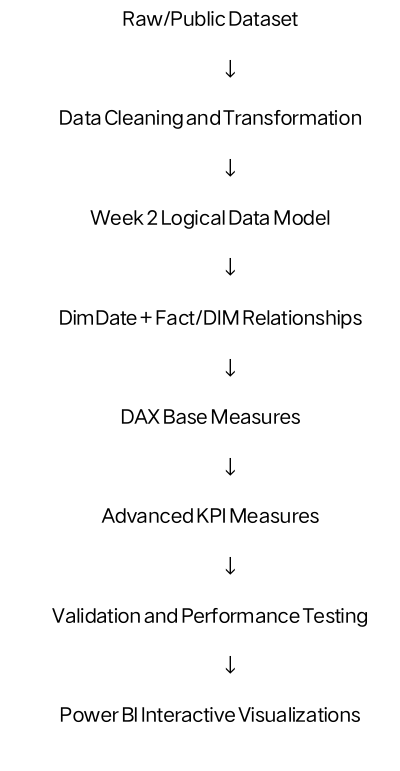 Raw/Public Dataset
↓
Data Cleaning and Transformation
↓
Week 2 Logical Data Model
↓
DimDate + Fact/DIM Relationships
↓
DAX Base Measures
↓
Advanced KPI Measures
↓
Validation and Performance Testing
↓
Power BI Interactive Visualizations